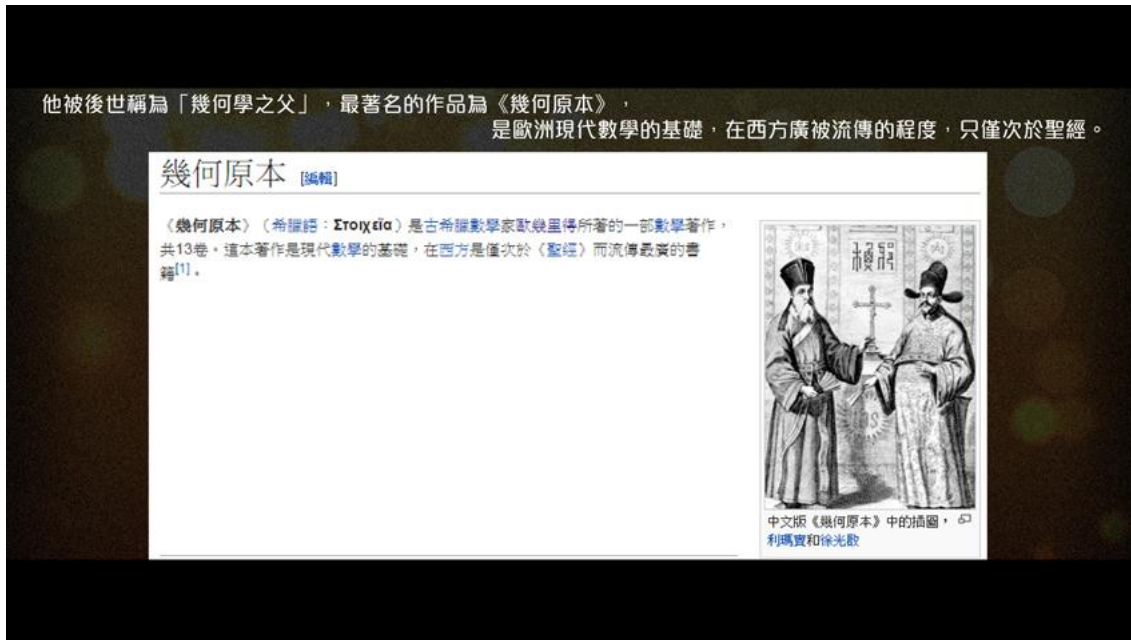 他被後世稱為「幾何學之父」，最著名的作品為《幾何原本》，
是歐洲現代數學的基礎，在西方廣被流傳的程度，只僅次於聖經。
幾何原本 [編輯]
《幾何原本》（希臘語：Στοιχεῖα）是古希臘數學家歐幾里得所著的一部數學著作，
共13卷。這本著作是現代數學的基礎，在西方是僅次於《聖經》而流傳最廣的書
籍[1]。
中文版《幾何原本》中的插圖，
利瑪竇和徐光啟